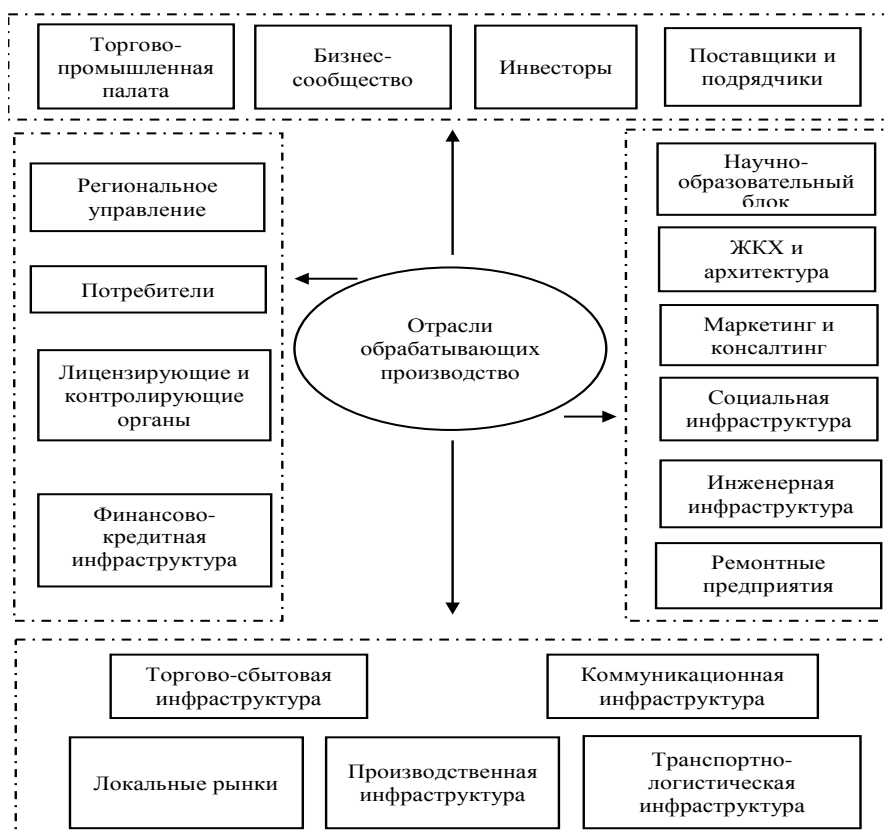 Торгово-
промышленная
палата
Бизнес-
сообщество
Инвесторы
Поставщики и
подрядчики
Региональное
управление
Потребители
Лицензирующие и
контролирующие
органы
Финансово-
кредитная
инфраструктура
Отрасли
обрабатывающих
производство
Научно-
образовательный
блок
ЖКХ и
архитектура
Маркетинг и
консалтинг
Социальная
инфраструктура
Инженерная
инфраструктура
Ремонтные
предприятия
Торгово-сбытовая
инфраструктура
Коммуникационная
инфраструктура
Локальные рынки
Производственная
инфраструктура
Транспортно-
логистическая
инфраструктура